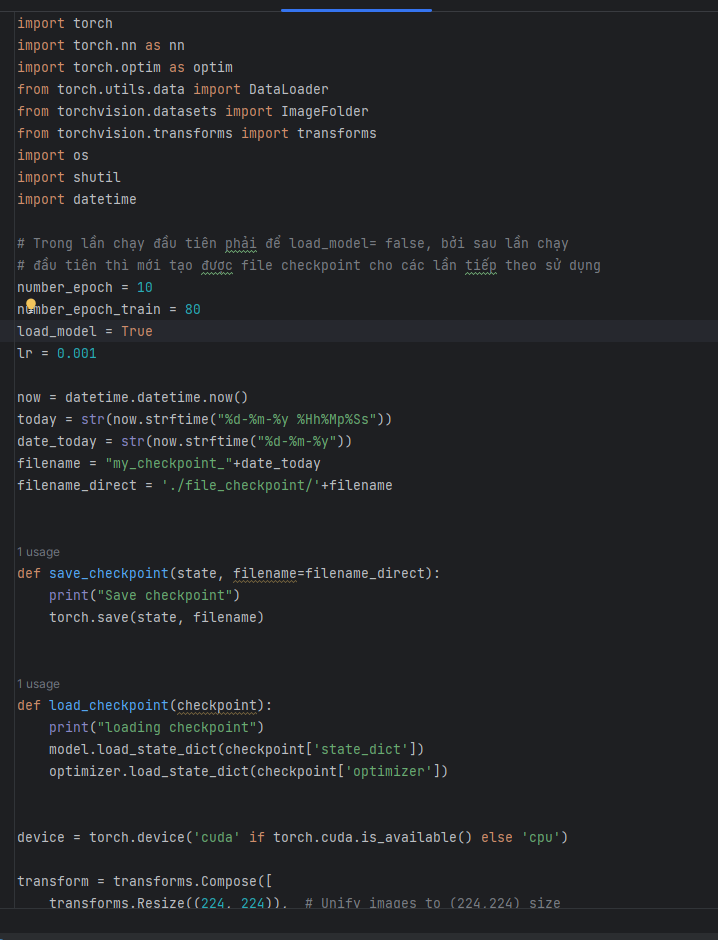 import torch
import torch.nn as nn
import torch.optim as optim
from torch.utils.data import DataLoader
from torchvision.datasets import ImageFolder
from torchvision.transforms import transforms
import os
import shutil
import datetime
# Trong lần chạy đầu tiên phải để load_model= false, bởi sau lần chạy
# đầu tiên thì mới tạo được file checkpoint cho các lần tiếp theo sử dụng
number_epoch = 10
number_epoch_train = 80
load_model = True
lr = 0.001
now = datetime.datetime.now()
today = str(now.strftime("%d-%m-%y %Hh%Mp%Ss"))
date_today = str(now.strftime("%d-%m-%y"))
filename = "my_checkpoint_"+date_today
filename_direct = './file_checkpoint/'+filename
1 usage
def save_checkpoint(state, filename=filename_direct):
    print("Save checkpoint")
    torch.save(state, filename)
1 usage
def load_checkpoint(checkpoint):
    print("loading checkpoint")
    model.load_state_dict(checkpoint['state_dict'])
    optimizer.load_state_dict(checkpoint['optimizer'])
device = torch.device('cuda' if torch.cuda.is_available() else 'cpu')
transform = transforms.Compose([
    transforms.Resize((224, 224)),  # Unify images to (224,224) size